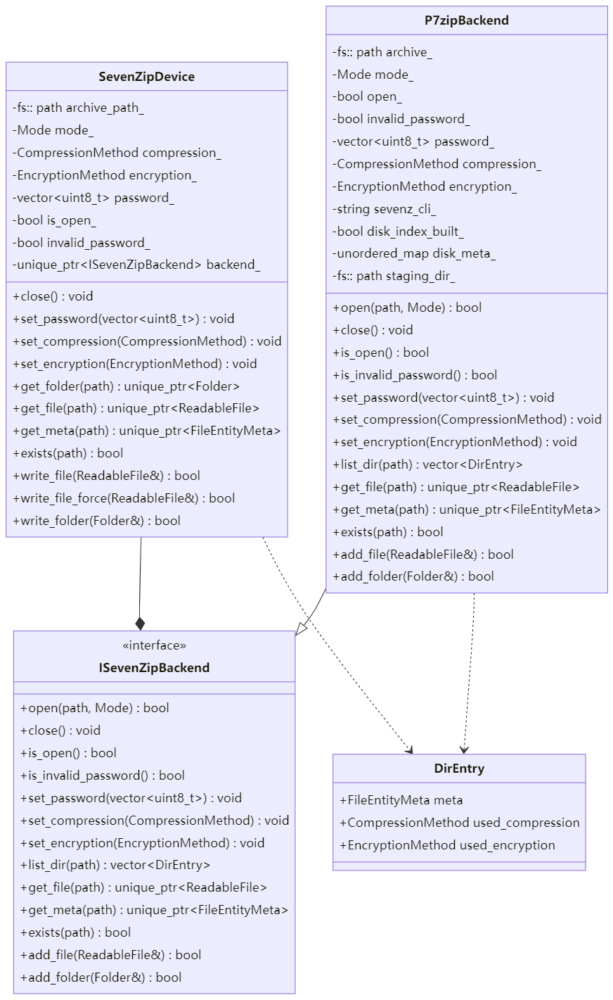 SevenZipDevice
-fs:: path archive_path_
-Mode mode_
-CompressionMethod compression_
-EncryptionMethod encryption_
-vector<uint8_t> password_
-bool is_open_
-bool invalid_password_
-unique_ptr<ISevenZipBackend> backend_
+close() : void
+set_password(vector<uint8_t>) : void
+set_compression(CompressionMethod) : void
+set_encryption(EncryptionMethod) : void
+get_folder(path) : unique_ptr<Folder>
+get_file(path) : unique_ptr<ReadableFile>
+get_meta(path) : unique_ptr<FileEntityMeta>
+exists(path) : bool
+write_file(ReadableFile&) : bool
+write_file_force(ReadableFile&) : bool
+write_folder(Folder&) : bool
P7zipBackend
-fs:: path archive_
-Mode mode_
-bool open_
-bool invalid_password_
-vector<uint8_t> password_
-CompressionMethod compression_
-EncryptionMethod encryption_
-string sevenz_cli_
-bool disk_index_built_
-unordered_map disk_meta_
-fs:: path staging_dir_
+open(path, Mode) : bool
+close() : void
+is_open() : bool
+is_invalid_password() : bool
+set_password(vector<uint8_t>) : void
+set_compression(CompressionMethod) : void
+set_encryption(EncryptionMethod) : void
+list_dir(path) : vector<DirEntry>
+get_file(path) : unique_ptr<ReadableFile>
+get_meta(path) : unique_ptr<FileEntityMeta>
+exists(path) : bool
+add_file(ReadableFile&) : bool
+add_folder(Folder&) : bool
«interface»
ISevenZipBackend
+open(path, Mode) : bool
+close() : void
+is_open() : bool
+is_invalid_password() : bool
+set_password(vector<uint8_t>) : void
+set_compression(CompressionMethod) : void
+set_encryption(EncryptionMethod) : void
+list_dir(path) : vector<DirEntry>
+get_file(path) : unique_ptr<ReadableFile>
+get_meta(path) : unique_ptr<FileEntityMeta>
+exists(path) : bool
+add_file(ReadableFile&) : bool
+add_folder(Folder&) : bool
DirEntry
+FileEntityMeta meta
+CompressionMethod used_compression
+EncryptionMethod used_encryption